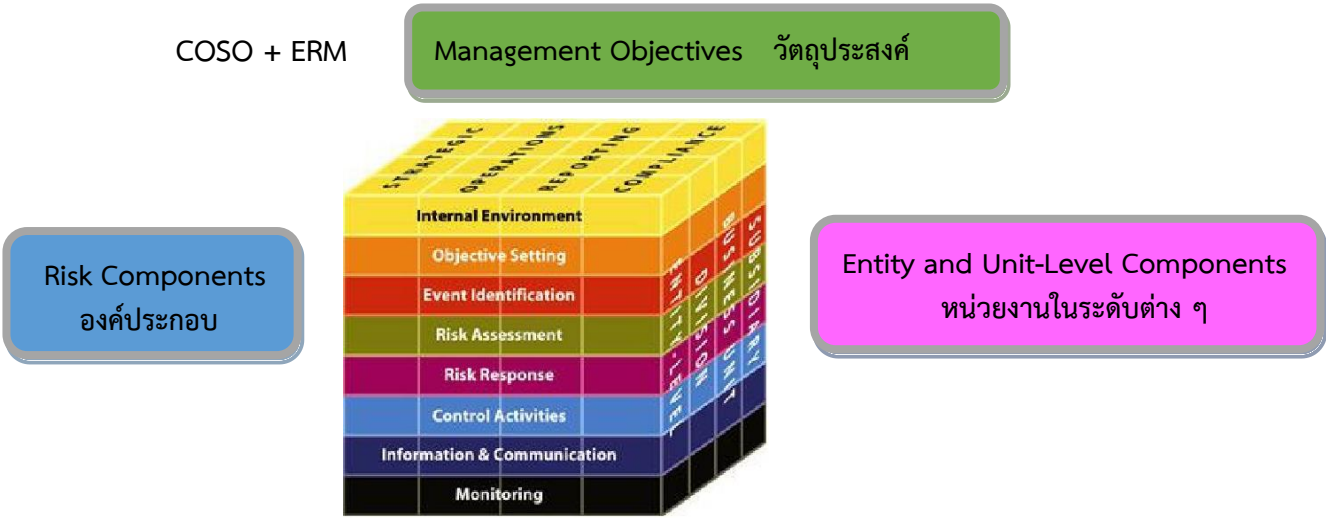 COSO + ERM
Management Objectives วัตถุประสงค์
STRATEGIC
OPERATIONS
REPORTING
COMPLIANCE
Internal Environment
Objective Setting
Event Identification
Risk Assessment
Risk Response
Control Activities
Information & Communication
Monitoring
ENTITY-LEVEL
DIVISION
BUSINESS UNIT
SUBSIDIARY
Risk Components
องค์ประกอบ
Entity and Unit-Level Components
หน่วยงานในระดับต่าง ๆ